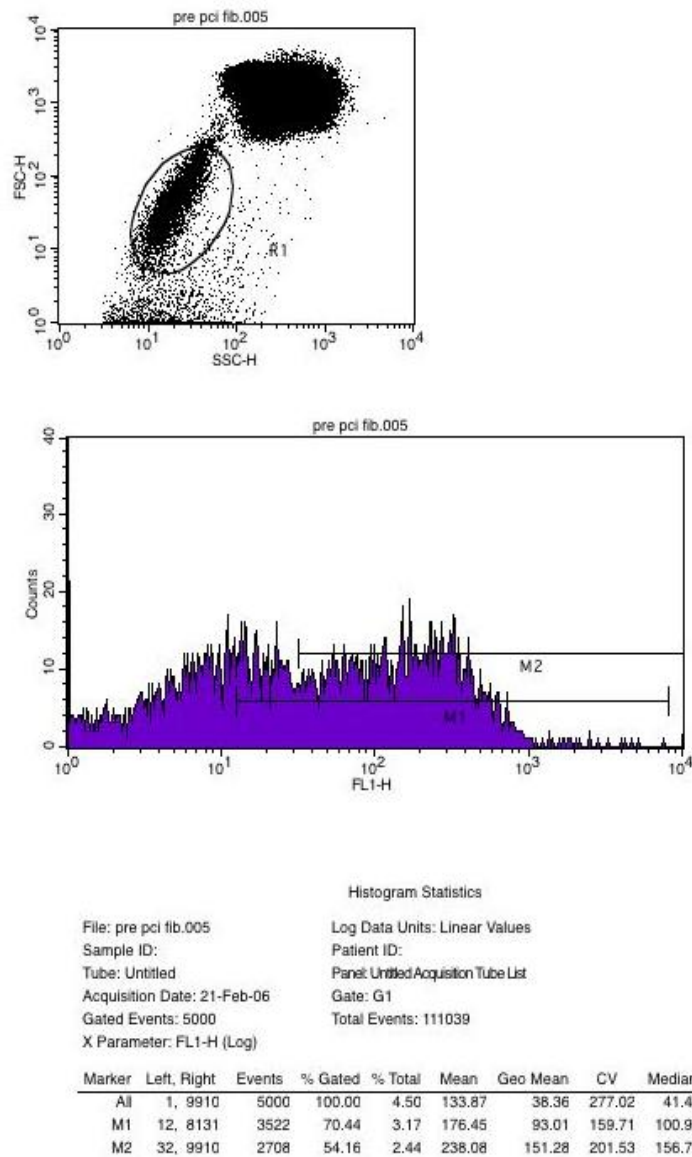 pre pci fib.005
10^4
10^3
10^2
10^1
10^0
FSC-H
R1
10^0 10^1 10^2 10^3 10^4
SSC-H
pre pci fib.005
40
30
20
10
0
Counts
M2
M1
10^0 10^1 10^2 10^3 10^4
FL1-H
Histogram Statistics
File: pre pci fib.005 Log Data Units: Linear Values
Sample ID: Patient ID:
Tube: Untitled Panel: Untitled Acquisition Tube List
Acquisition Date: 21-Feb-06 Gate: G1
Gated Events: 5000 Total Events: 111039
X Parameter: FL1-H (Log)
Marker Left, Right Events % Gated % Total Mean Geo Mean CV Median
All 1, 9910 5000 100.00 4.50 133.87 38.36 277.02 41.4
M1 12, 8131 3522 70.44 3.17 176.45 93.01 159.71 100.9
M2 32, 9910 2708 54.16 2.44 238.08 151.28 201.53 156.7